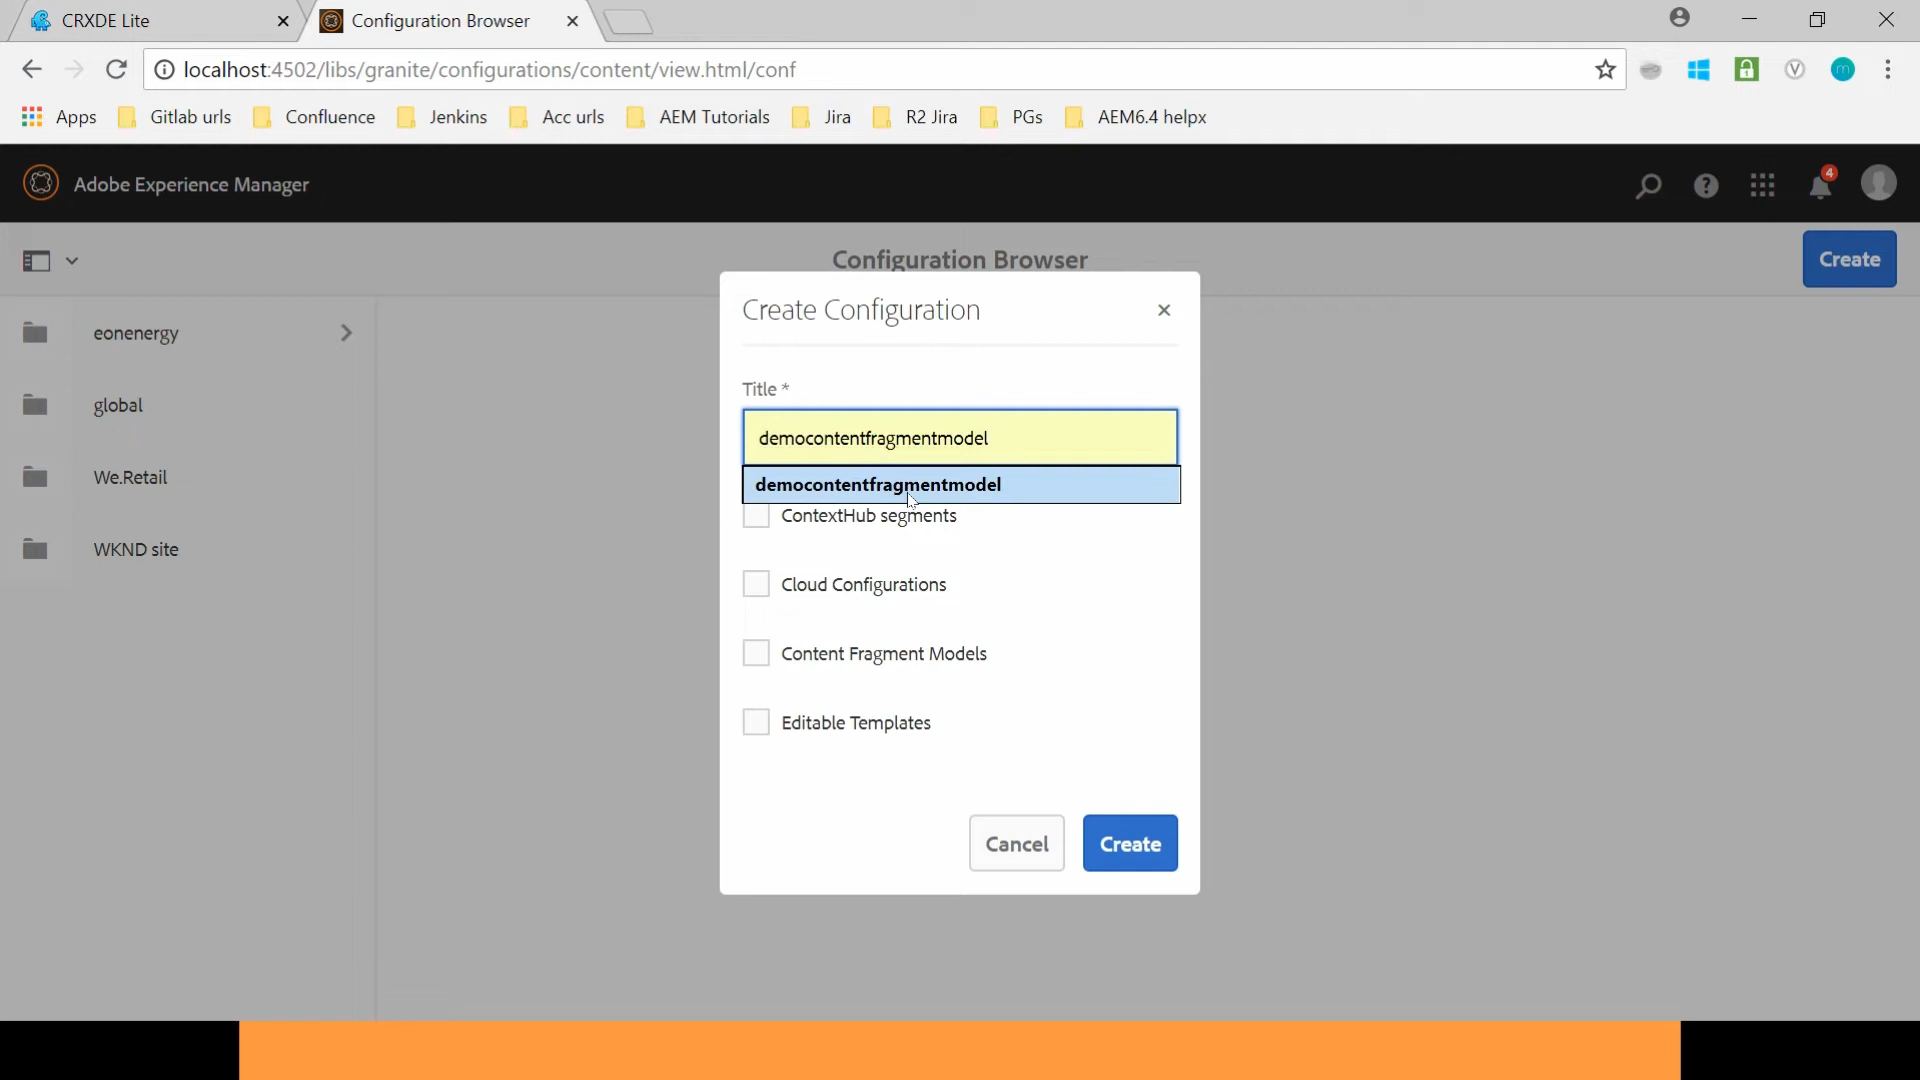 CRXDE Lite
Configuration Browser
localhost:4502/libs/granite/configurations/content/view.html/conf
Apps Gitlab urls Confluence Jenkins Acc urls AEM Tutorials Jira R2 Jira PGs AEM6.4 helpx
Adobe Experience Manager
4
Configuration Browser
Create
eonenergy
global
We.Retail
WKND site
Create Configuration
Title *
democontentfragmentmodel
democontentfragmentmodel
ContextHub segments
Cloud Configurations
Content Fragment Models
Editable Templates
Cancel
Create